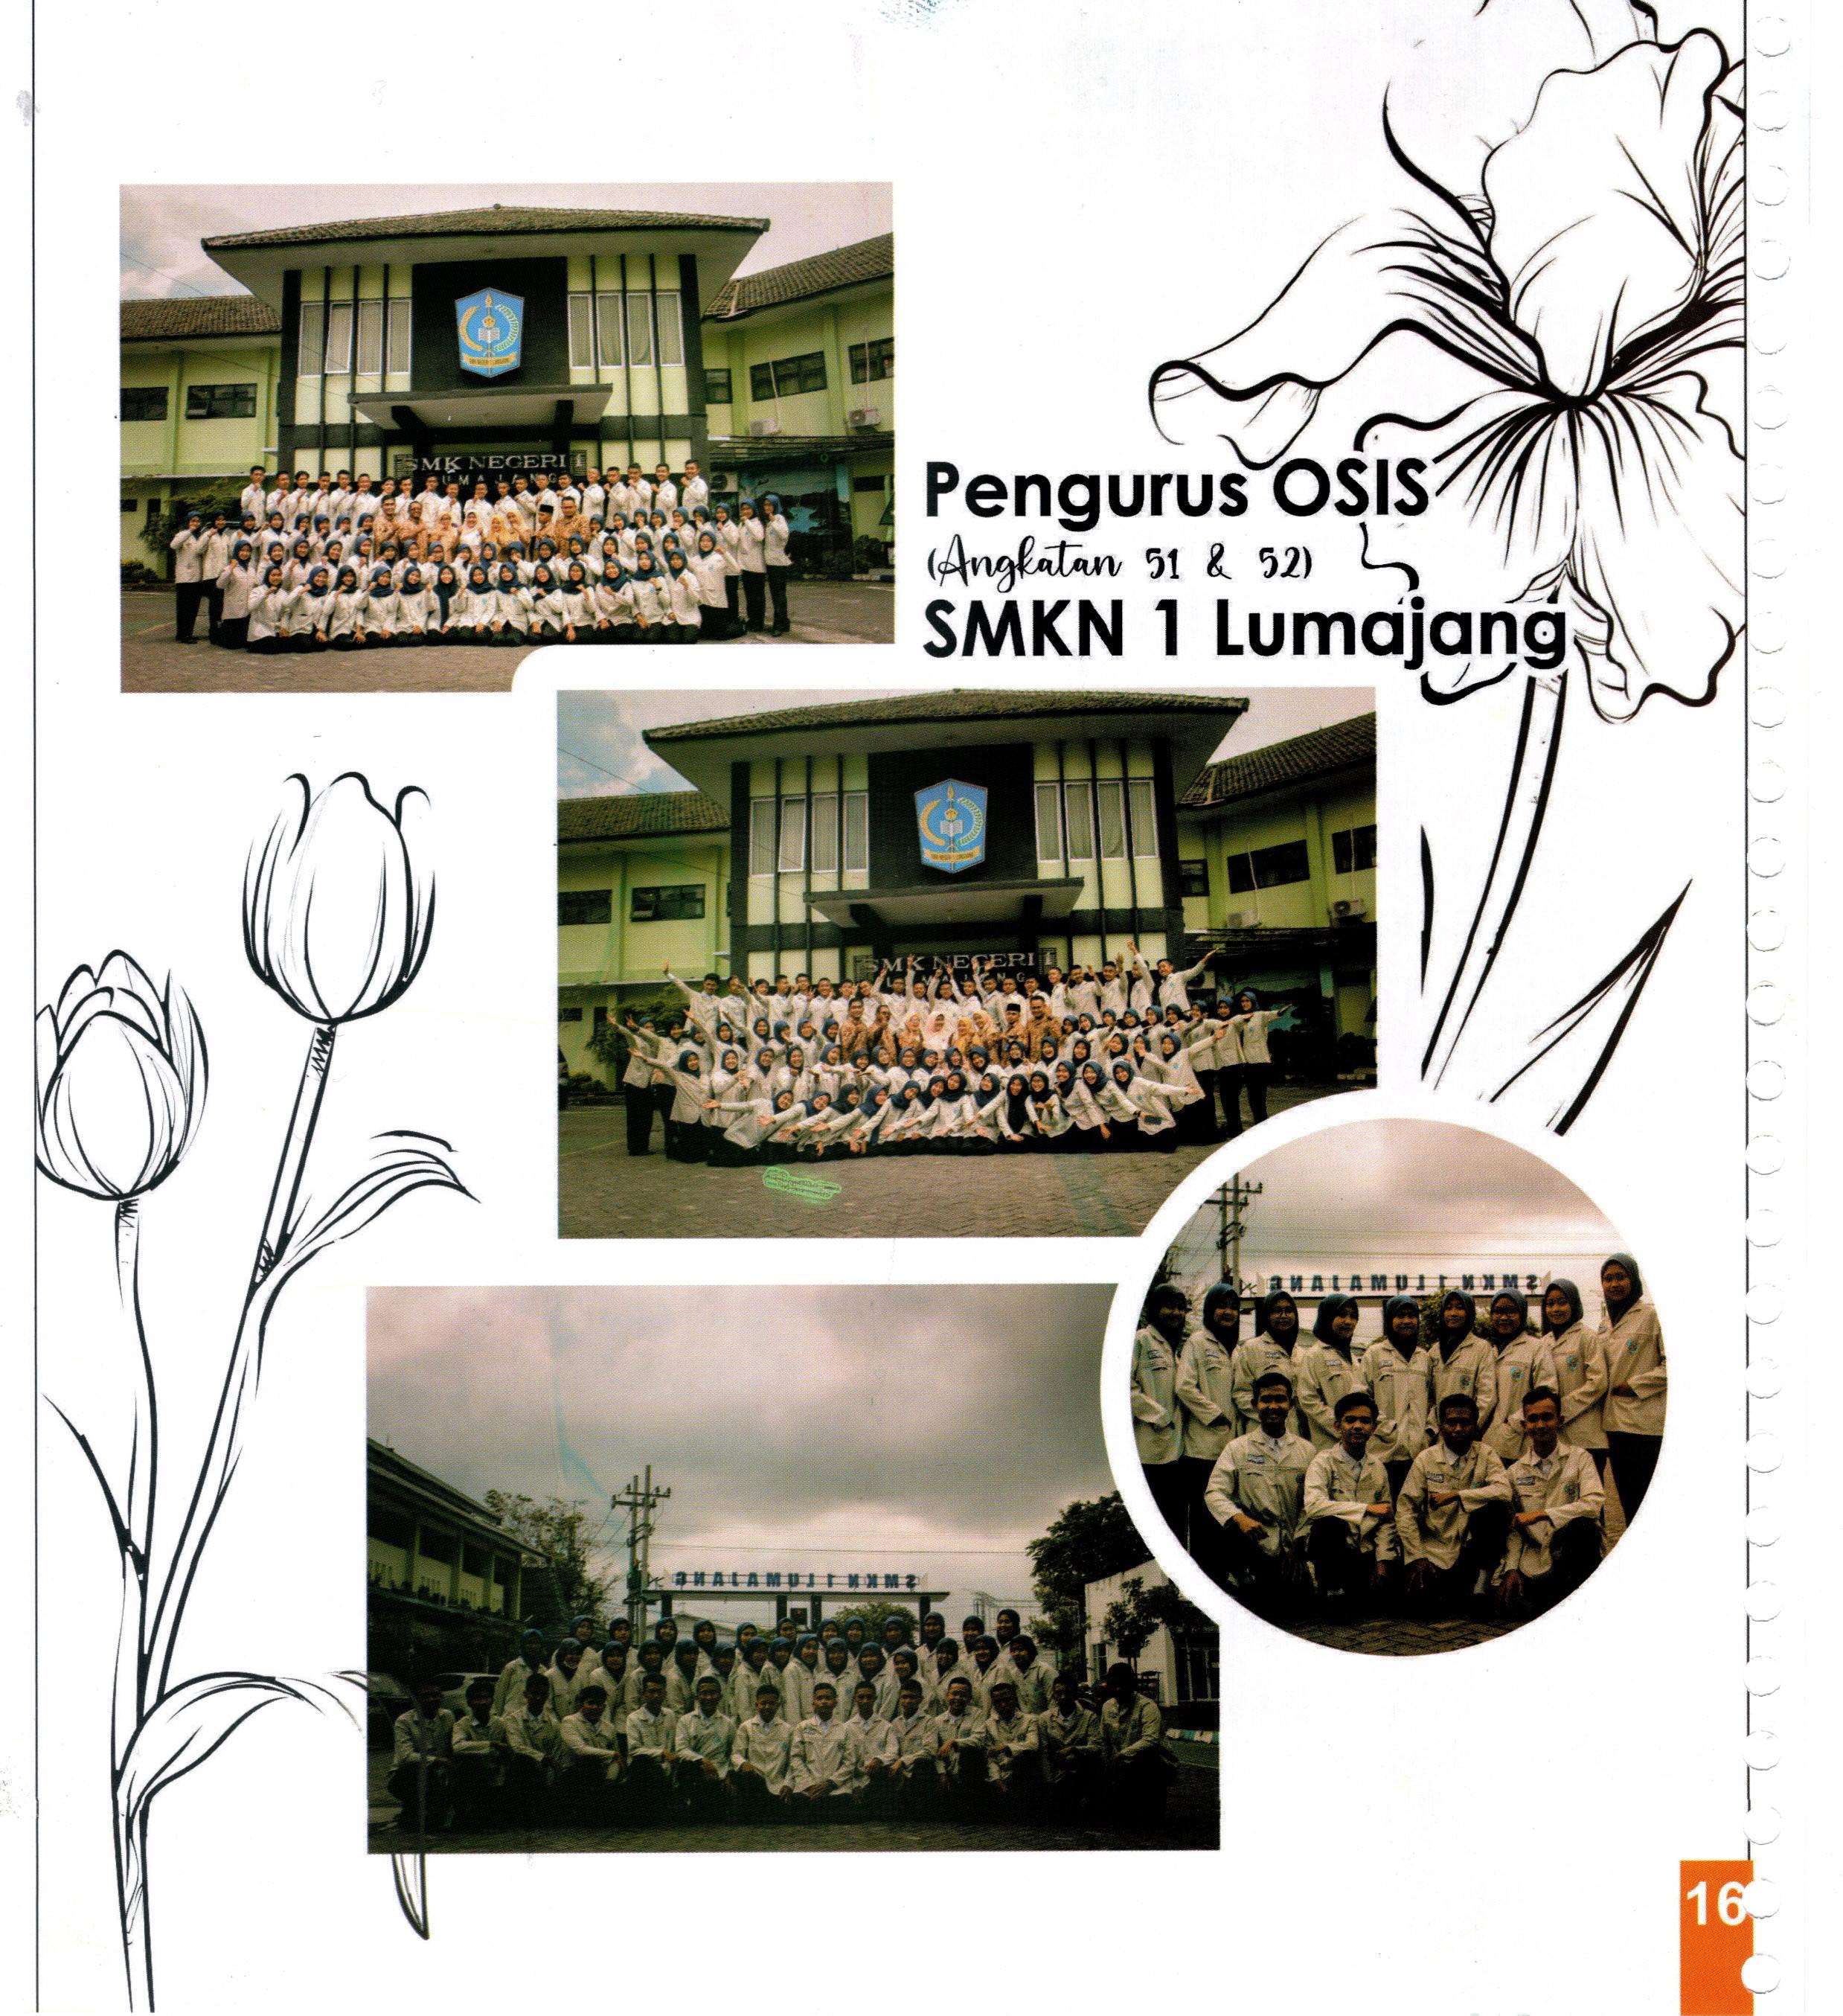 SMK NEGERI 1
LUMAJANG
Pengurus OSIS
(Angkatan 51 & 52)
SMKN 1 Lumajang
SMK NEGERI 1
SMKN 1 LUMAJANG
SMKN 1 LUMAJANG
16